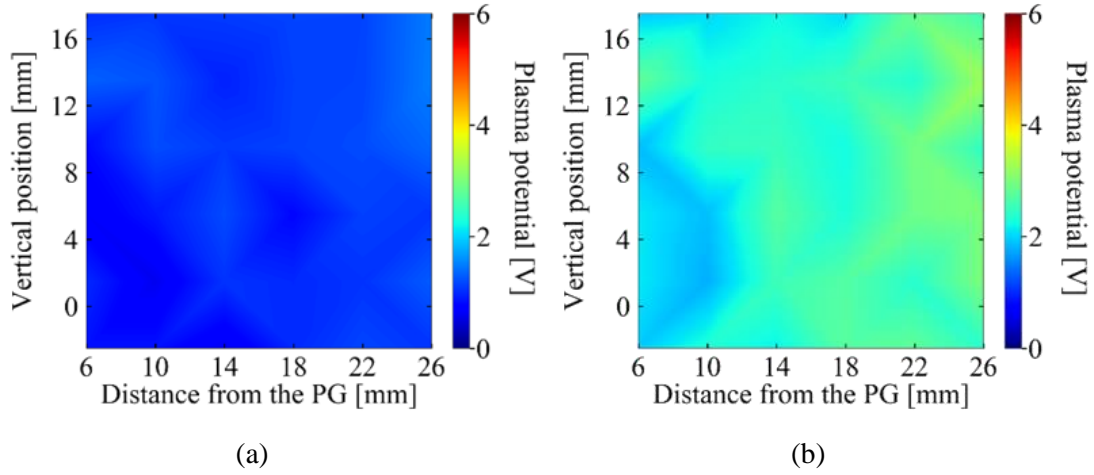 16
12
8
4
0
Vertical position [mm]
6 10 14 18 22 26
Distance from the PG [mm]
6
4
2
0
Plasma potential [V]
(a)
16
12
8
4
0
Vertical position [mm]
6 10 14 18 22 26
Distance from the PG [mm]
6
4
2
0
Plasma potential [V]
(b)